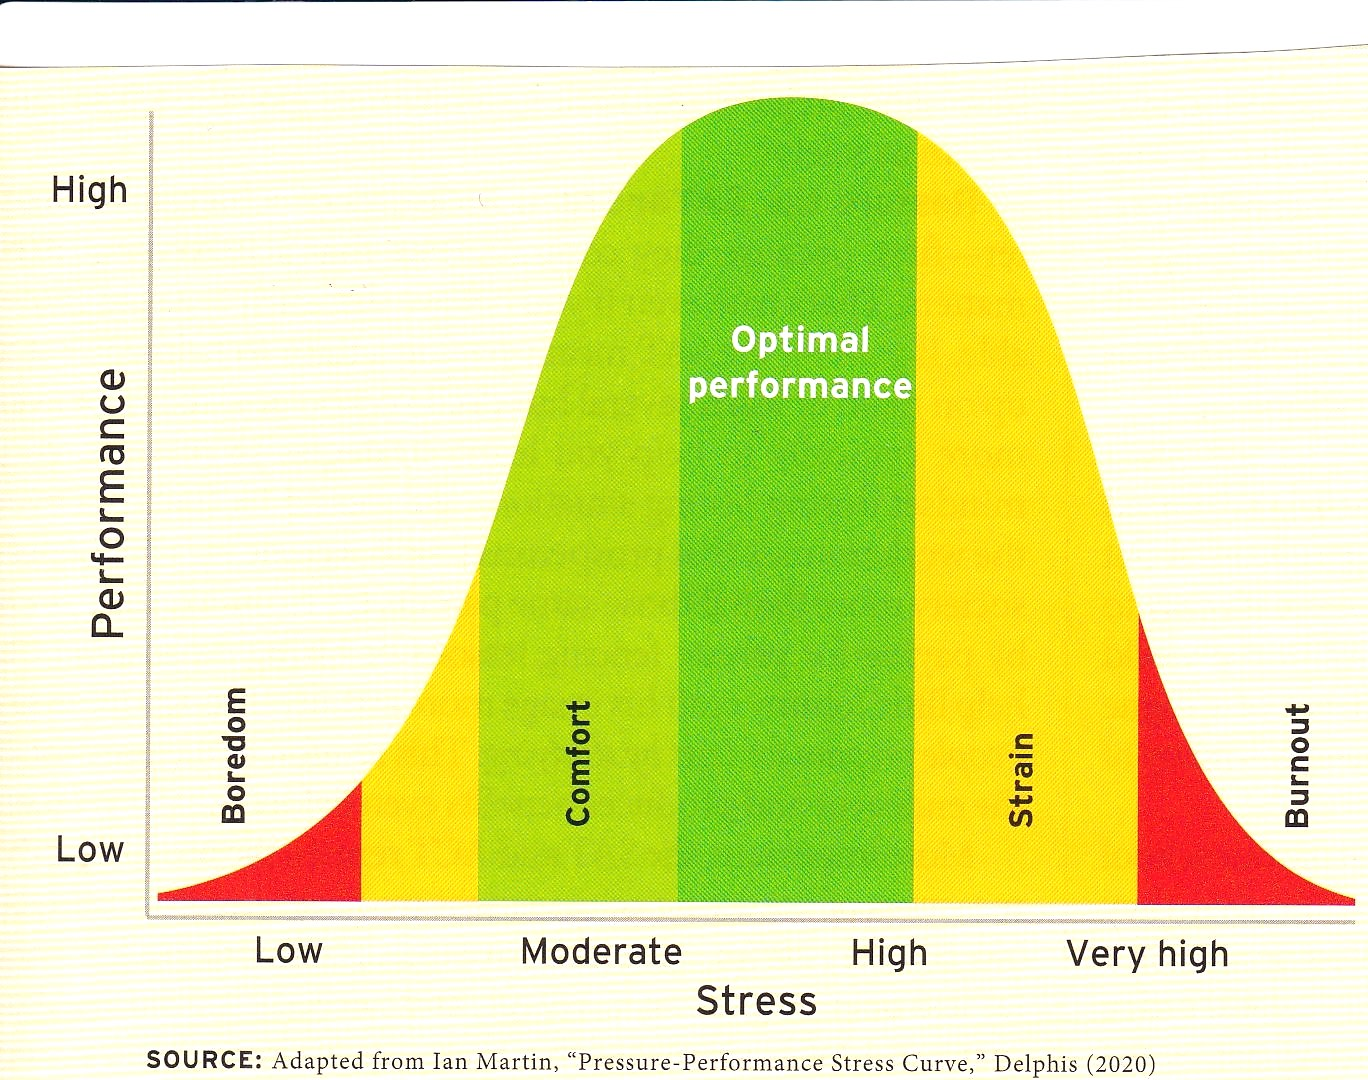 High
Performance
Low
Boredom
Comfort
Optimal
performance
Strain
Burnout
Low
Moderate
High
Very high
Stress
SOURCE: Adapted from Ian Martin, “Pressure-Performance Stress Curve,” Delphis (2020)